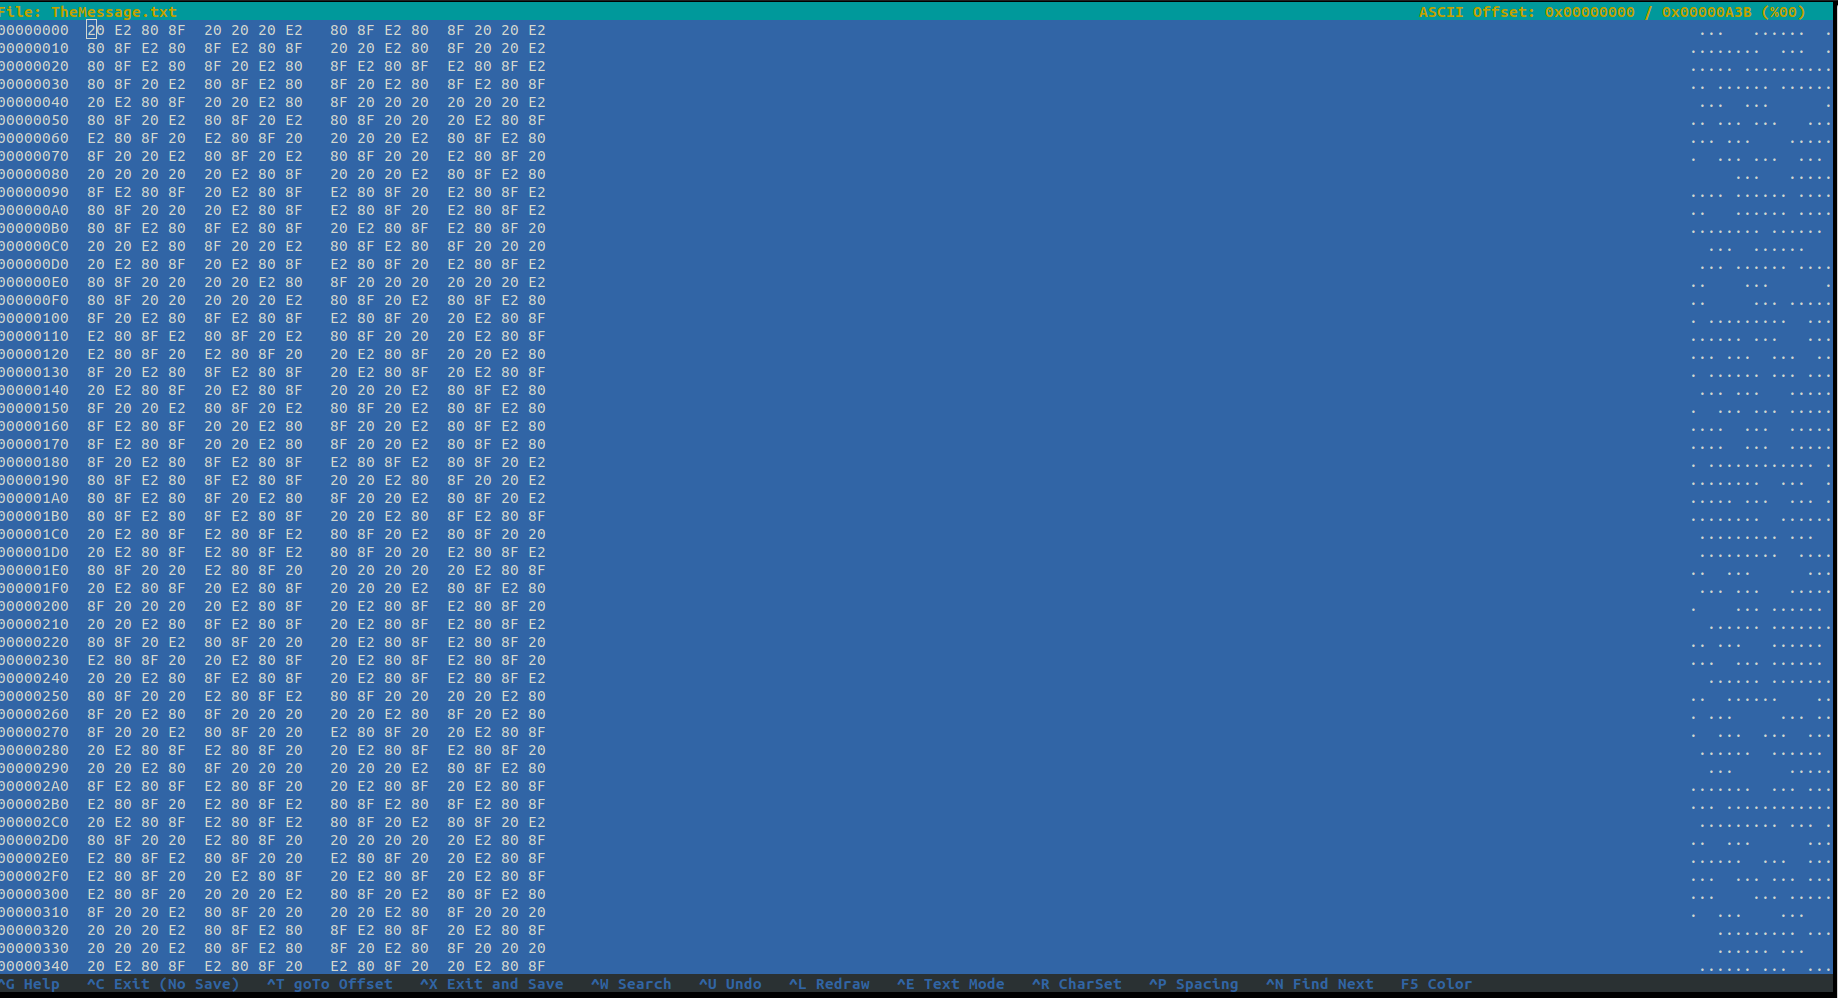 File: TheMessage.txt ASCII Offset: 0x00000000 / 0x00000A3B (%00)
00000000 20 E2 80 8F 20 20 20 E2 80 8F E2 80 8F 20 20 E2 ... ...... .
00000010 80 8F E2 80 8F E2 80 8F 20 20 E2 80 8F 20 20 E2 ........ ... .
00000020 80 8F E2 80 8F 20 E2 80 8F E2 80 8F E2 80 8F E2 ..... ..........
00000030 80 8F 20 E2 80 8F E2 80 8F 20 E2 80 8F E2 80 8F .. ...... ......
00000040 20 E2 80 8F 20 20 E2 80 8F 20 20 20 20 20 20 E2 ... ... .
00000050 80 8F 20 E2 80 8F 20 E2 80 8F 20 20 20 E2 80 8F .. ... ... ...
00000060 E2 80 8F 20 E2 80 8F 20 20 20 20 E2 80 8F E2 80 ... ... .....
00000070 8F 20 20 E2 80 8F 20 E2 80 8F 20 20 E2 80 8F 20 . ... ... ...
00000080 20 20 20 20 20 E2 80 8F 20 20 20 E2 80 8F E2 80 ... .....
00000090 8F E2 80 8F 20 E2 80 8F E2 80 8F 20 E2 80 8F E2 .... ...... ....
000000A0 80 8F 20 20 20 E2 80 8F E2 80 8F 20 E2 80 8F E2 .. ...... ....
000000B0 80 8F E2 80 8F E2 80 8F 20 E2 80 8F E2 80 8F 20 ........ ......
000000C0 20 20 E2 80 8F 20 20 E2 80 8F E2 80 8F 20 20 20 ... ......
000000D0 20 E2 80 8F 20 E2 80 8F E2 80 8F 20 E2 80 8F E2 ... ...... ....
000000E0 80 8F 20 20 20 20 E2 80 8F 20 20 20 20 20 20 E2 .. ... .
000000F0 80 8F 20 20 20 20 20 E2 80 8F 20 E2 80 8F E2 80 .. ... .....
00000100 8F 20 E2 80 8F E2 80 8F E2 80 8F 20 20 E2 80 8F . ......... ...
00000110 E2 80 8F E2 80 8F 20 E2 80 8F 20 20 20 E2 80 8F ...... ... ...
00000120 E2 80 8F 20 E2 80 8F 20 20 E2 80 8F 20 20 E2 80 ... ... ... ..
00000130 8F 20 E2 80 8F E2 80 8F 20 E2 80 8F 20 E2 80 8F . ...... ... ...
00000140 20 E2 80 8F 20 E2 80 8F 20 20 20 E2 80 8F E2 80 ... ... .....
00000150 8F 20 20 E2 80 8F 20 E2 80 8F 20 E2 80 8F E2 80 . ... ... .....
00000160 8F E2 80 8F 20 20 E2 80 8F 20 20 E2 80 8F E2 80 .... ... .....
00000170 8F E2 80 8F 20 20 E2 80 8F 20 20 E2 80 8F E2 80 .... ... .....
00000180 8F 20 E2 80 8F E2 80 8F E2 80 8F E2 80 8F 20 E2 . ............ .
00000190 80 8F E2 80 8F E2 80 8F 20 20 E2 80 8F 20 20 E2 ........ ... .
000001A0 80 8F E2 80 8F 20 E2 80 8F 20 20 E2 80 8F 20 E2 ..... ... ... .
000001B0 80 8F E2 80 8F E2 80 8F 20 20 E2 80 8F E2 80 8F ........ ......
000001C0 20 E2 80 8F E2 80 8F E2 80 8F 20 E2 80 8F 20 20 ......... ...
000001D0 20 E2 80 8F E2 80 8F E2 80 8F 20 20 E2 80 8F E2 ......... ....
000001E0 80 8F 20 20 E2 80 8F 20 20 20 20 20 20 E2 80 8F .. ... ...
000001F0 20 E2 80 8F 20 E2 80 8F 20 20 20 E2 80 8F E2 80 ... ... .....
00000200 8F 20 20 20 20 E2 80 8F 20 E2 80 8F E2 80 8F 20 . ... ......
00000210 20 20 E2 80 8F E2 80 8F 20 E2 80 8F E2 80 8F E2 ...... .......
00000220 80 8F 20 E2 80 8F 20 20 20 E2 80 8F E2 80 8F 20 .. ... ......
00000230 E2 80 8F 20 20 E2 80 8F 20 E2 80 8F E2 80 8F 20 ... ... ......
00000240 20 20 E2 80 8F E2 80 8F 20 E2 80 8F E2 80 8F E2 ...... .......
00000250 80 8F 20 20 E2 80 8F E2 80 8F 20 20 20 20 E2 80 .. ...... ..
00000260 8F 20 E2 80 8F 20 20 20 20 20 E2 80 8F 20 E2 80 . ... ... ..
00000270 8F 20 20 E2 80 8F 20 20 E2 80 8F 20 20 E2 80 8F . ... ... ...
00000280 20 E2 80 8F E2 80 8F 20 20 E2 80 8F E2 80 8F 20 ...... ......
00000290 20 20 E2 80 8F 20 20 20 20 20 20 E2 80 8F E2 80 ... .....
000002A0 8F E2 80 8F E2 80 8F 20 E2 80 8F 20 E2 80 8F ....... ... ...
000002B0 E2 80 8F 20 E2 80 8F E2 80 8F E2 80 8F E2 80 8F ... ............
000002C0 20 E2 80 8F E2 80 8F E2 80 8F 20 E2 80 8F 20 E2 ......... ... .
000002D0 80 8F 20 20 E2 80 8F 20 20 20 20 20 20 E2 80 8F .. ... ...
000002E0 E2 80 8F E2 80 8F 20 20 E2 80 8F 20 20 E2 80 8F ...... ... ...
000002F0 E2 80 8F 20 20 E2 80 8F 20 E2 80 8F 20 E2 80 8F ... ... ... ...
00000300 E2 80 8F 20 20 20 20 E2 80 8F 20 E2 80 8F E2 80 ... ... .....
00000310 8F 20 20 E2 80 8F 20 20 20 20 E2 80 8F 20 20 20 . ... ...
00000320 20 20 20 E2 80 8F E2 80 8F E2 80 8F 20 E2 80 8F ......... ...
00000330 20 20 20 E2 80 8F E2 80 8F 20 E2 80 8F 20 20 20 ...... ...
00000340 20 E2 80 8F E2 80 8F 20 E2 80 8F 20 20 E2 80 8F ...... ... ...
^G Help ^C Exit (No Save) ^T goTo Offset ^X Exit and Save ^W Search ^U Undo ^L Redraw ^E Text Mode ^R CharSet ^P Spacing ^N Find Next F5 Color